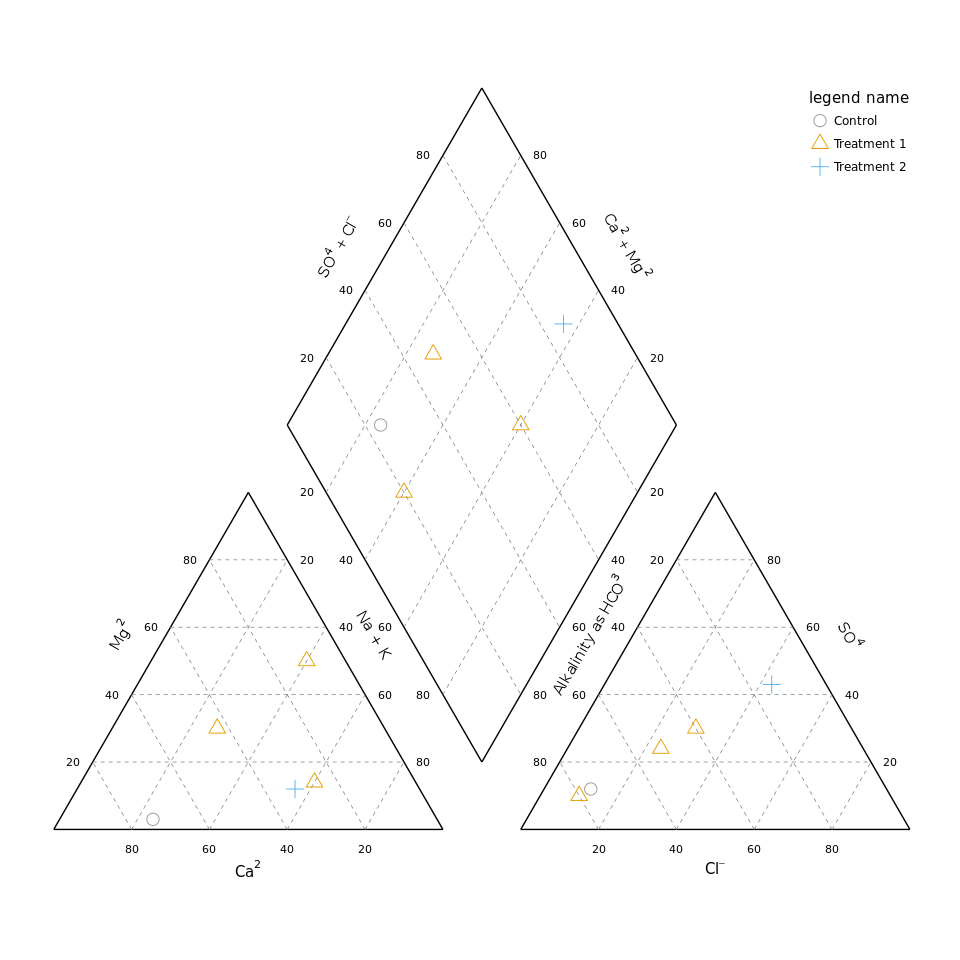 legend name
Control
Treatment 1
Treatment 2
80 80
60 60
SO⁴ + Cl⁻
Ca² + Mg²
40 40
20 20
20 20
80 20 40 40 20 80
Mg²
60 40 60 60 40 60
Na + K
Alkalinity as HCO³
SO⁴
40 60 80 80 60 40
20 80 80 20
80 60 40 20
20 40 60 80
Ca²
Cl⁻